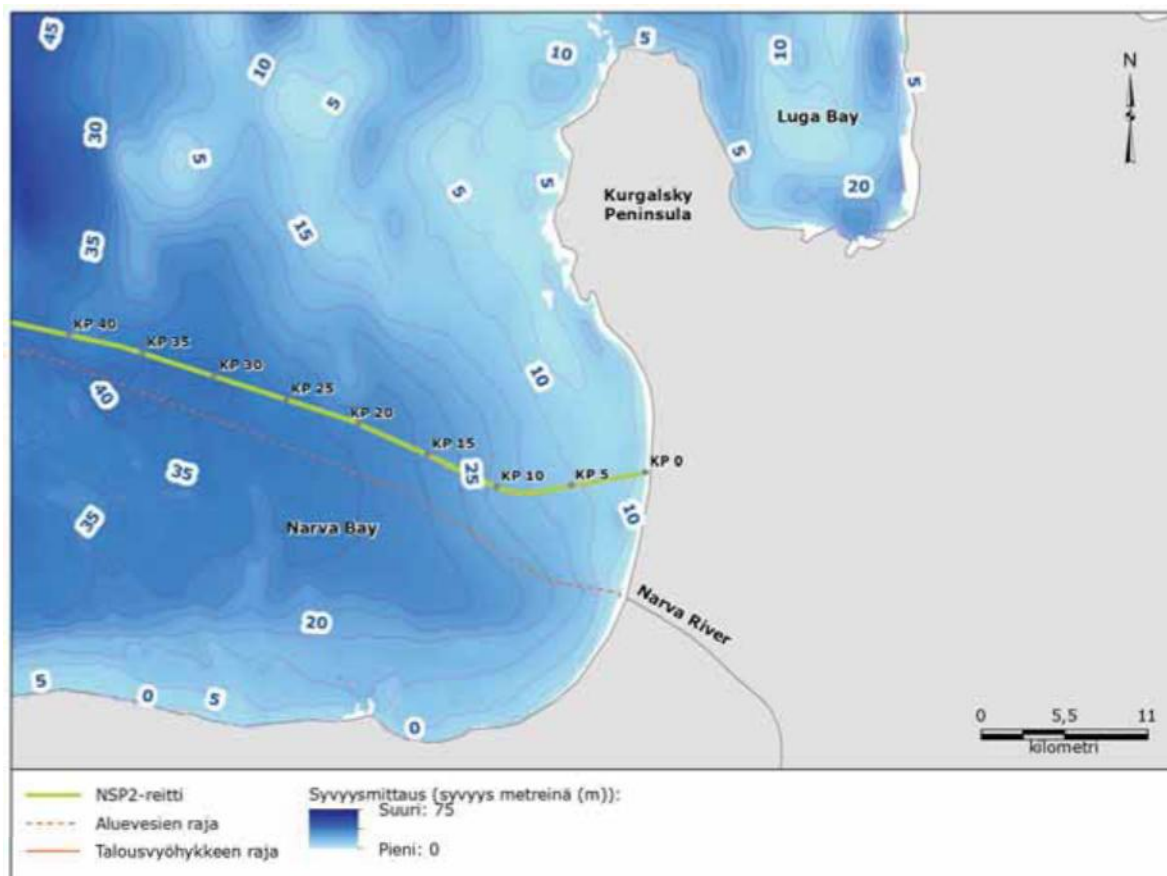 45
10
10
5
10
5
N
5
30
5
5
Luga Bay
5
5
5
5
20
Kurgalsky
Peninsula
15
35
KP 40
KP 35
KP 30
10
40
KP 25
KP 20
KP 15
25
KP 10
KP 5
KP 0
35
10
35
Narva Bay
Narva River
20
5
0
5
0
0
5,5
11
kilometri
NSP2-reitti
Aluevesien raja
Talousvyöhykkeen raja
Syvyysmittaus (syvyys metreinä (m)):
Suuri: 75
Pieni: 0